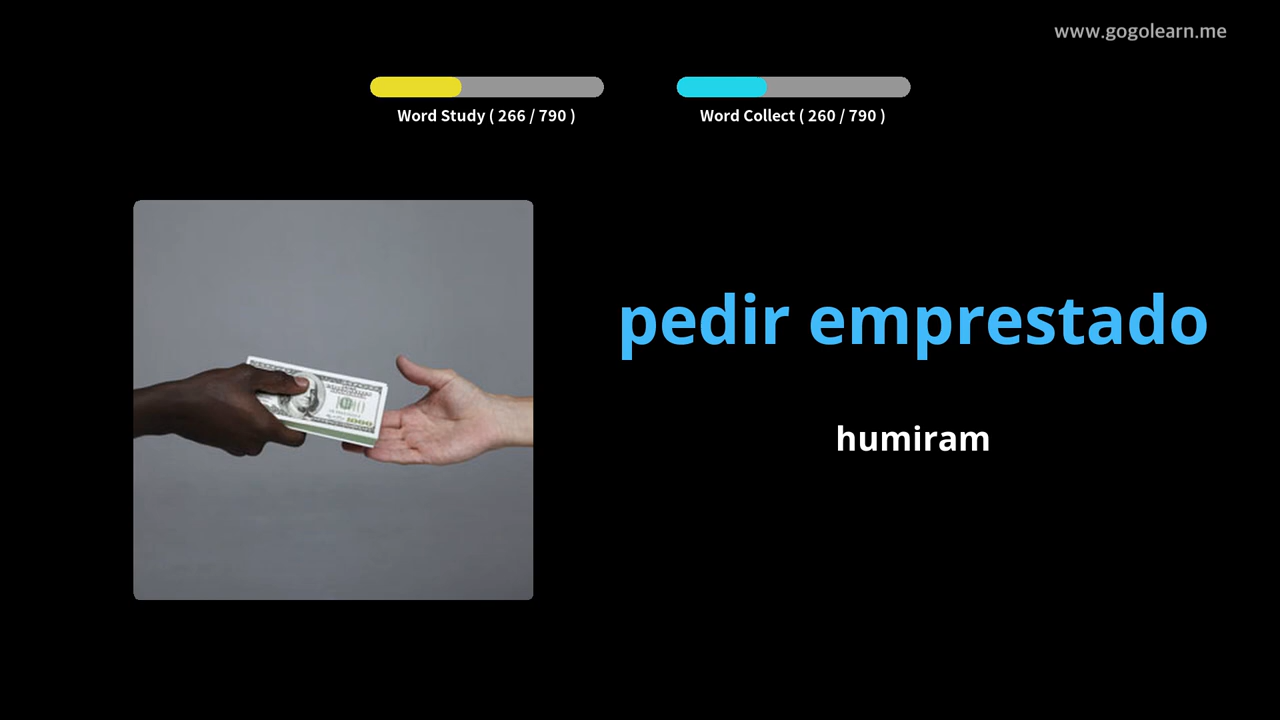 www.gogolearn.me
Word Study ( 266 / 790 )
Word Collect ( 260 / 790 )
pedir emprestado
humiram